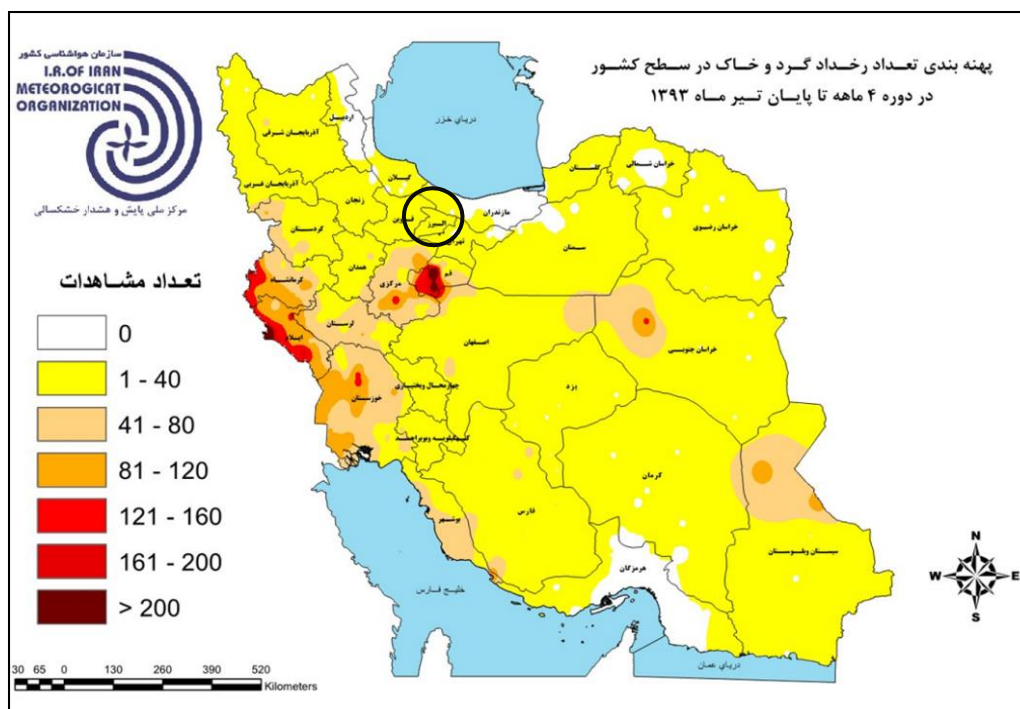 سازمان هواشناسی کشور
I.R.OF IRAN
METEOROGICAT
ORGANIZATION
مرکز ملی پایش و هشدار خشکسالی
پهنه بندی تعداد رخداد گرد و خاک در سطح کشور
در دوره ۴ ماهه تا پایان تیر ماه ۱۳۹۳
دریای خزر
اردبیل
آذربایجان شرقی
آذربایجان غربی
گیلان
زنجان
قزوین
البرز
مازندران
تهران
گلستان
خراسان شمالی
خراسان رضوی
سمنان
کردستان
همدان
کرمانشاه
مرکزی
قم
لرستان
ایلام
اصفهان
خراسان جنوبی
یزد
خوزستان
چهارمحال وبختیاری
کهگیلویه وبویراحمد
فارس
کرمان
بوشهر
هرمزگان
سیستان وبلوچستان
خلیج فارس
دریای عمان
تعداد مشاهدات
0
1 - 40
41 - 80
81 - 120
121 - 160
161 - 200
> 200
N
W E
S
30 65 0 130 260 390 520
Kilometers